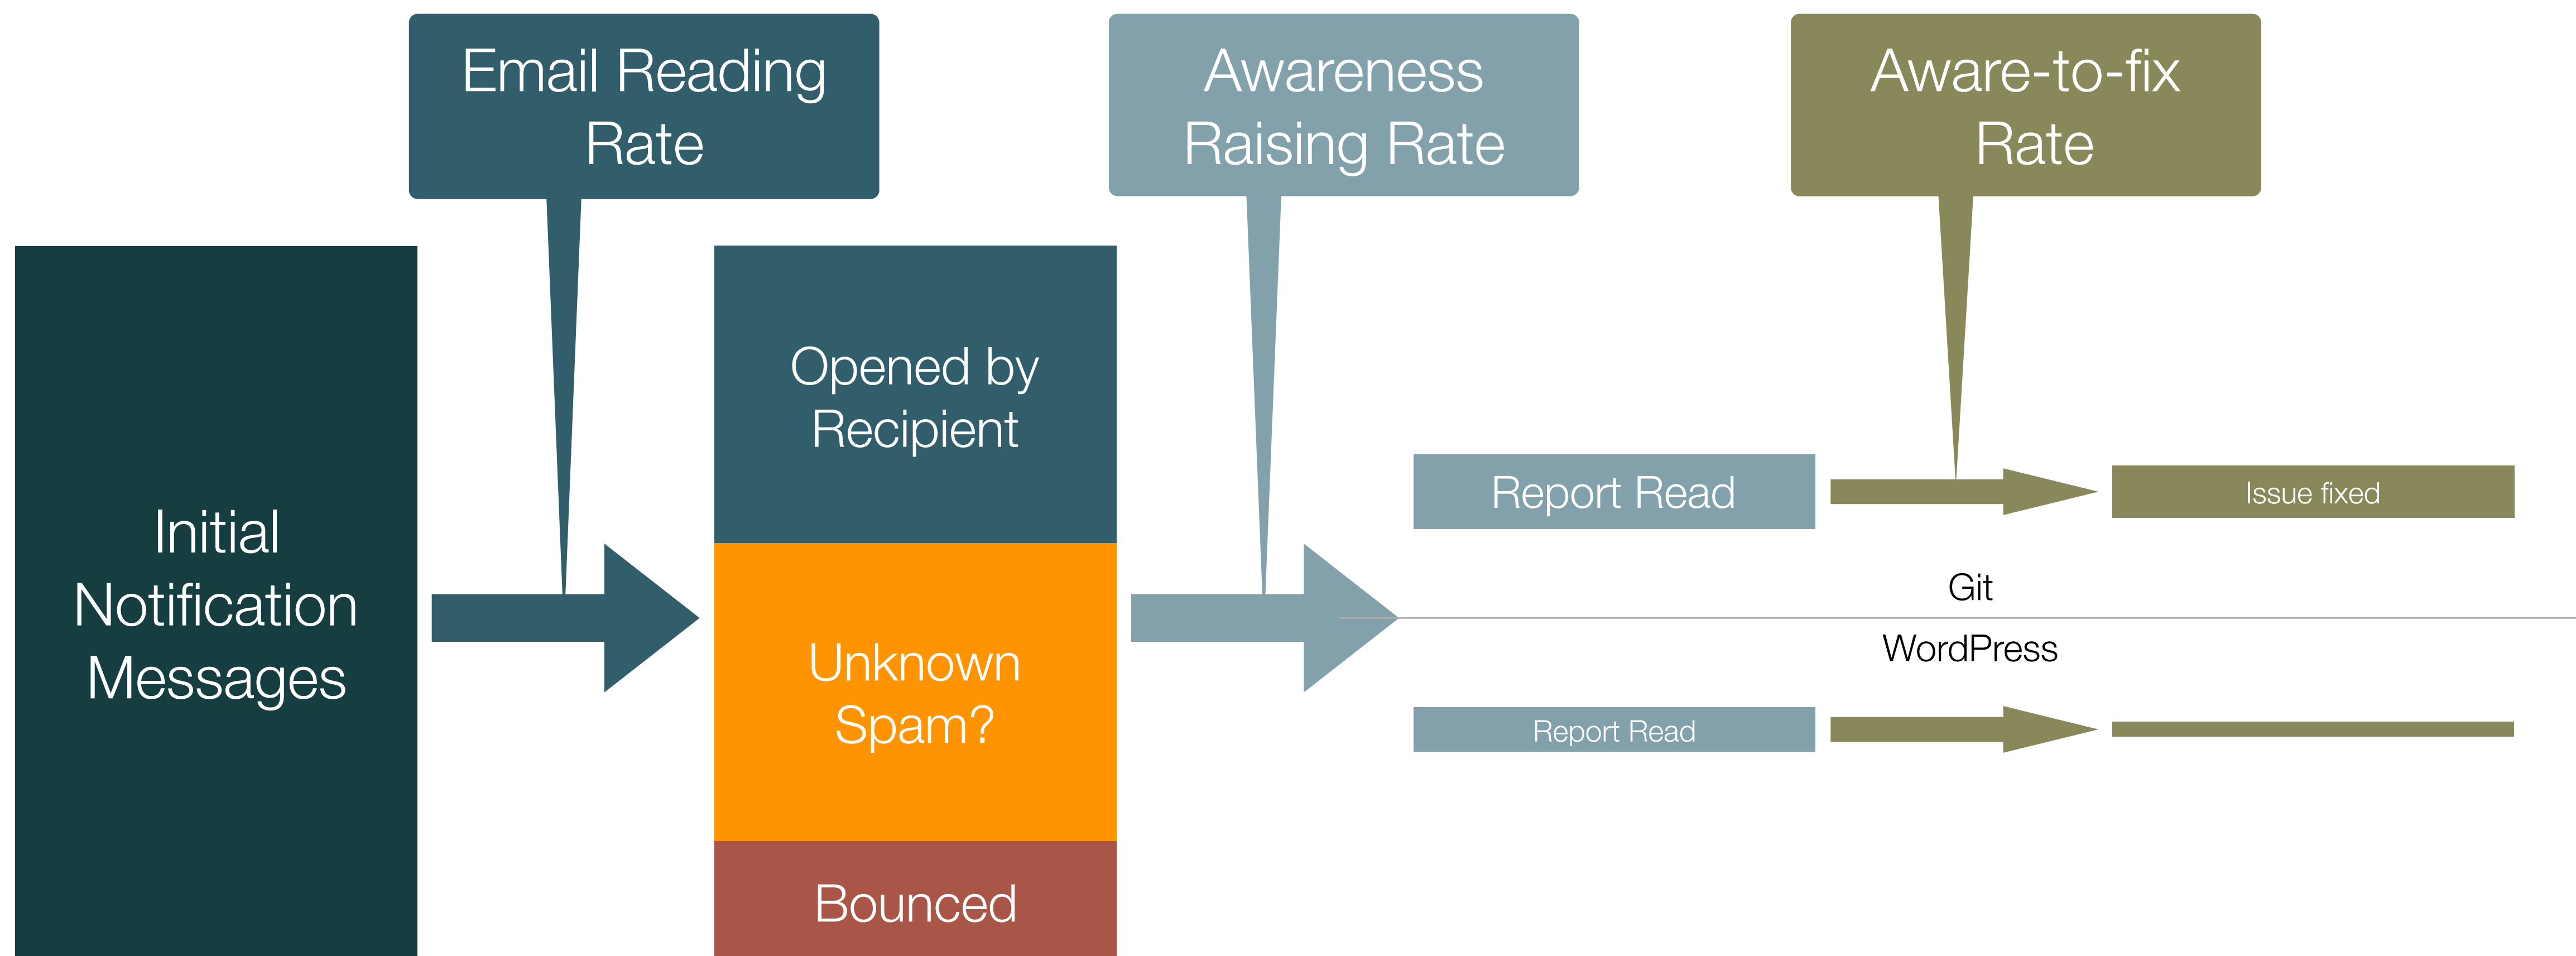 Email Reading
Rate
Awareness
Raising Rate
Aware-to-fix
Rate
Initial
Notification
Messages
Opened by
Recipient
Unknown
Spam?
Bounced
Report Read
Issue fixed
Git
WordPress
Report Read